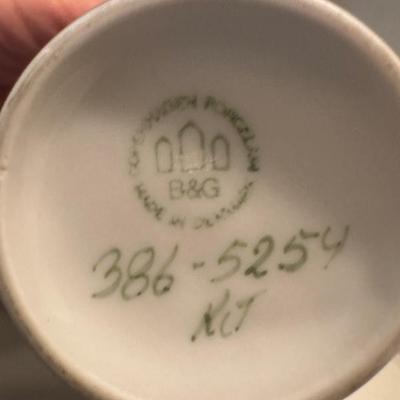 COPENHAGEN PORCELAIN
B&G
MADE IN DENMARK
386-5254